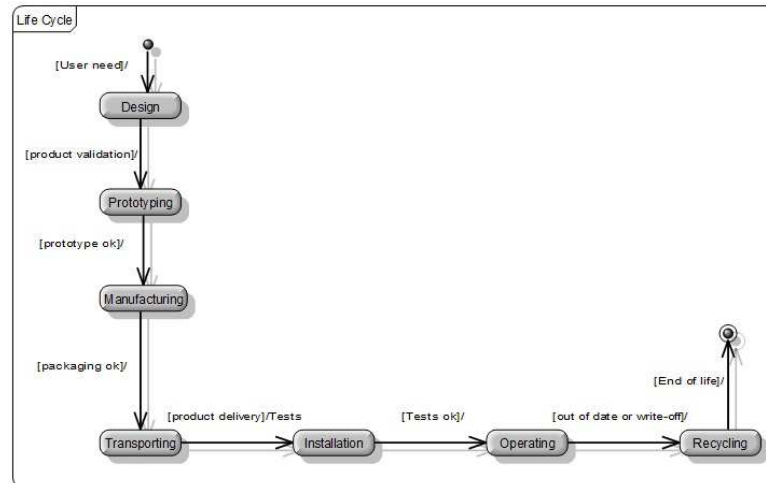 Life Cycle
[User need]/
Design
[product validation]/
Prototyping
[prototype ok]/
Manufacturing
[packaging ok]/
[End of life]/
[product delivery]/Tests
[Tests ok]/
[out of date or write-off]/
Transporting
Installation
Operating
Recycling